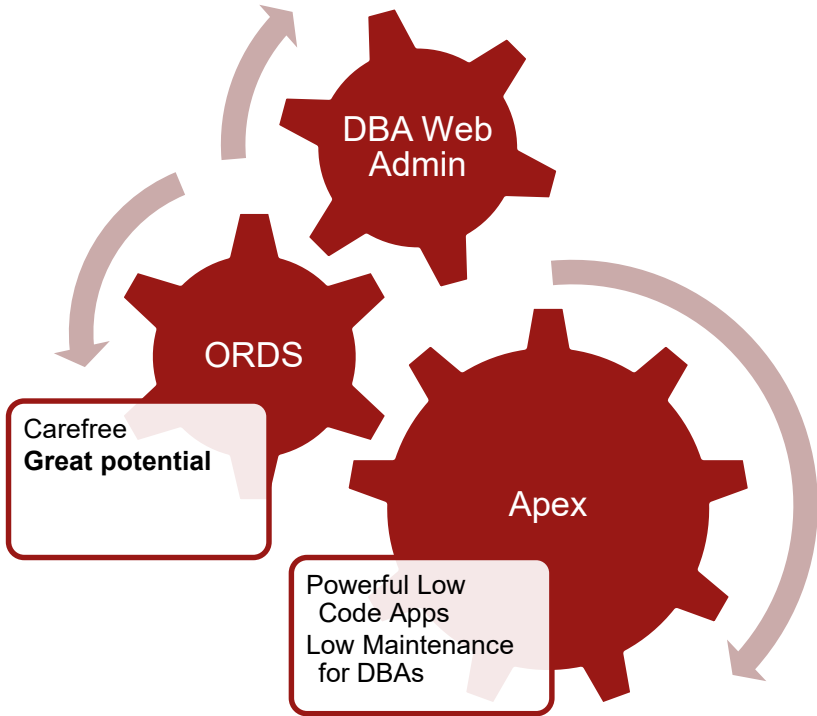 DBA Web
Admin
ORDS
Carefree
Great potential
Apex
Powerful Low
Code Apps
Low Maintenance
for DBAs